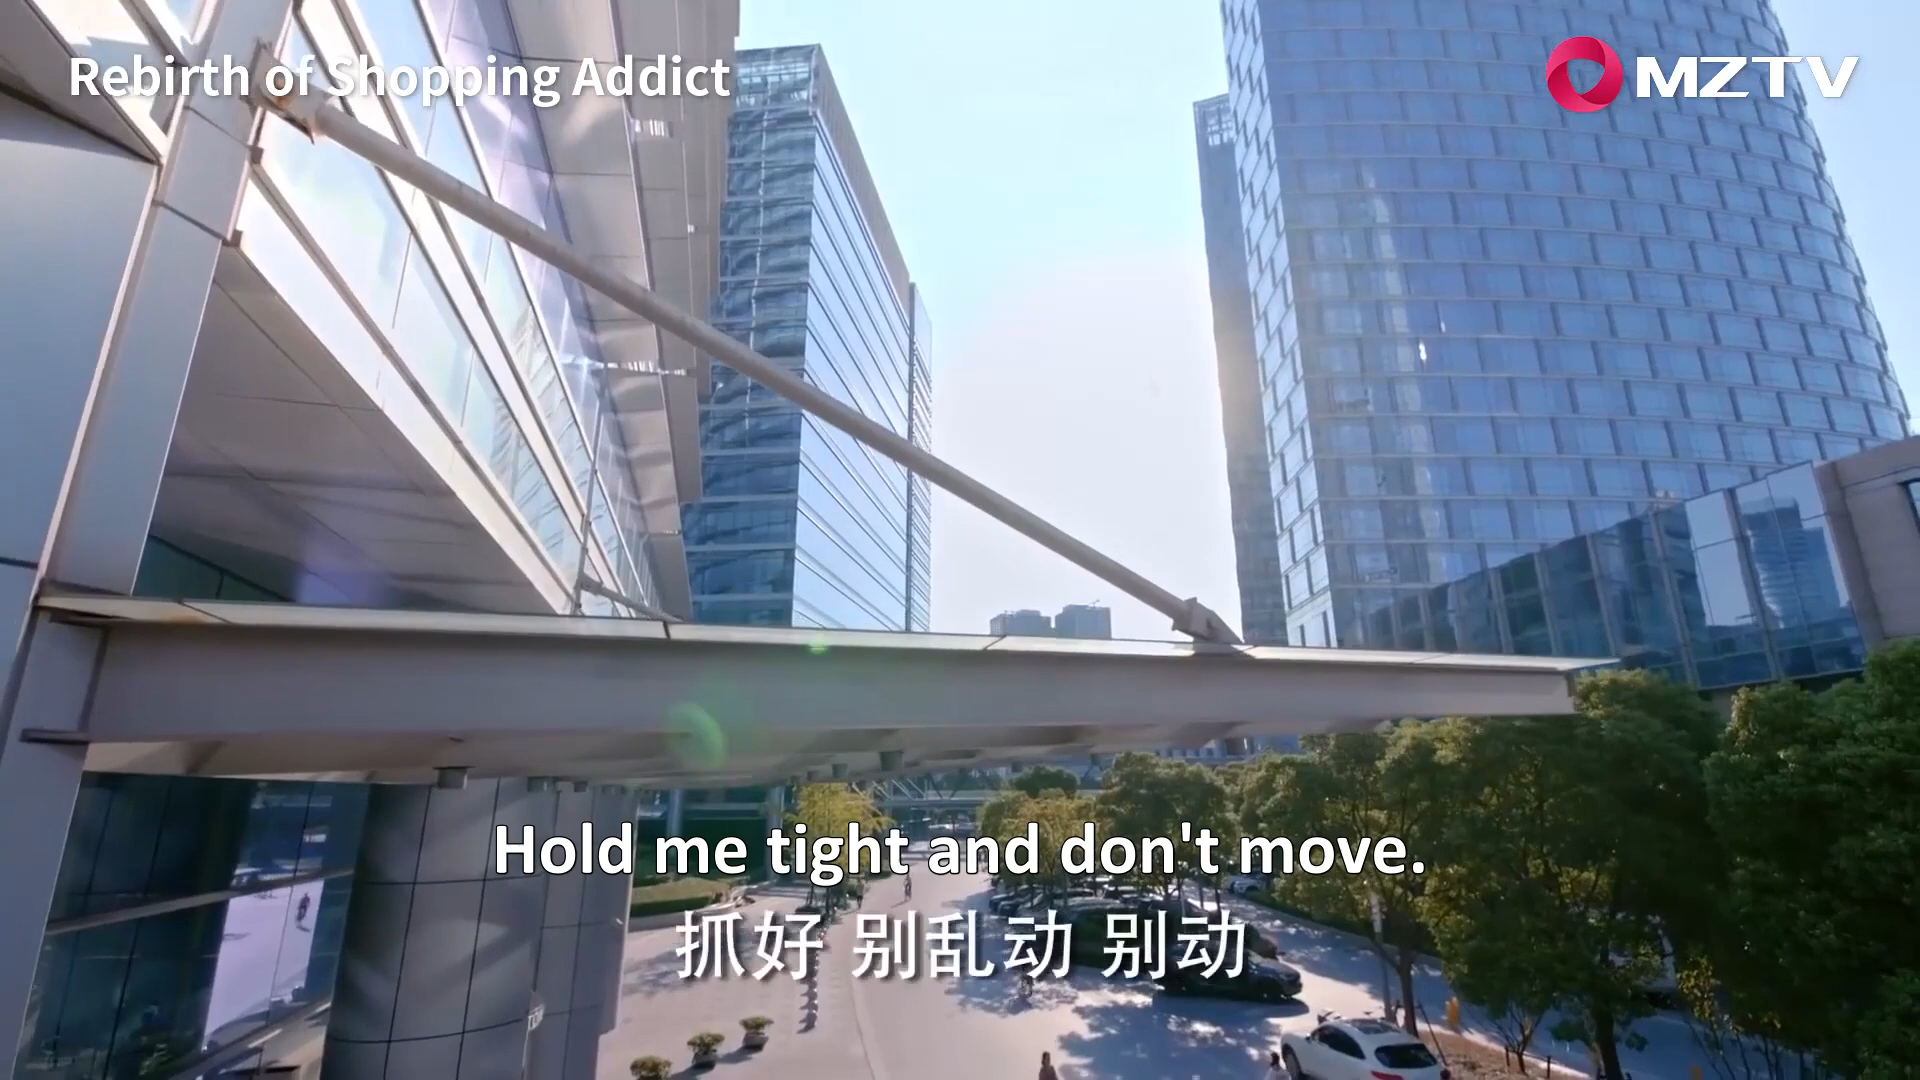 Rebirth of Shopping Addict
MZTV
Hold me tight and don't move.
抓好 别乱动 别动